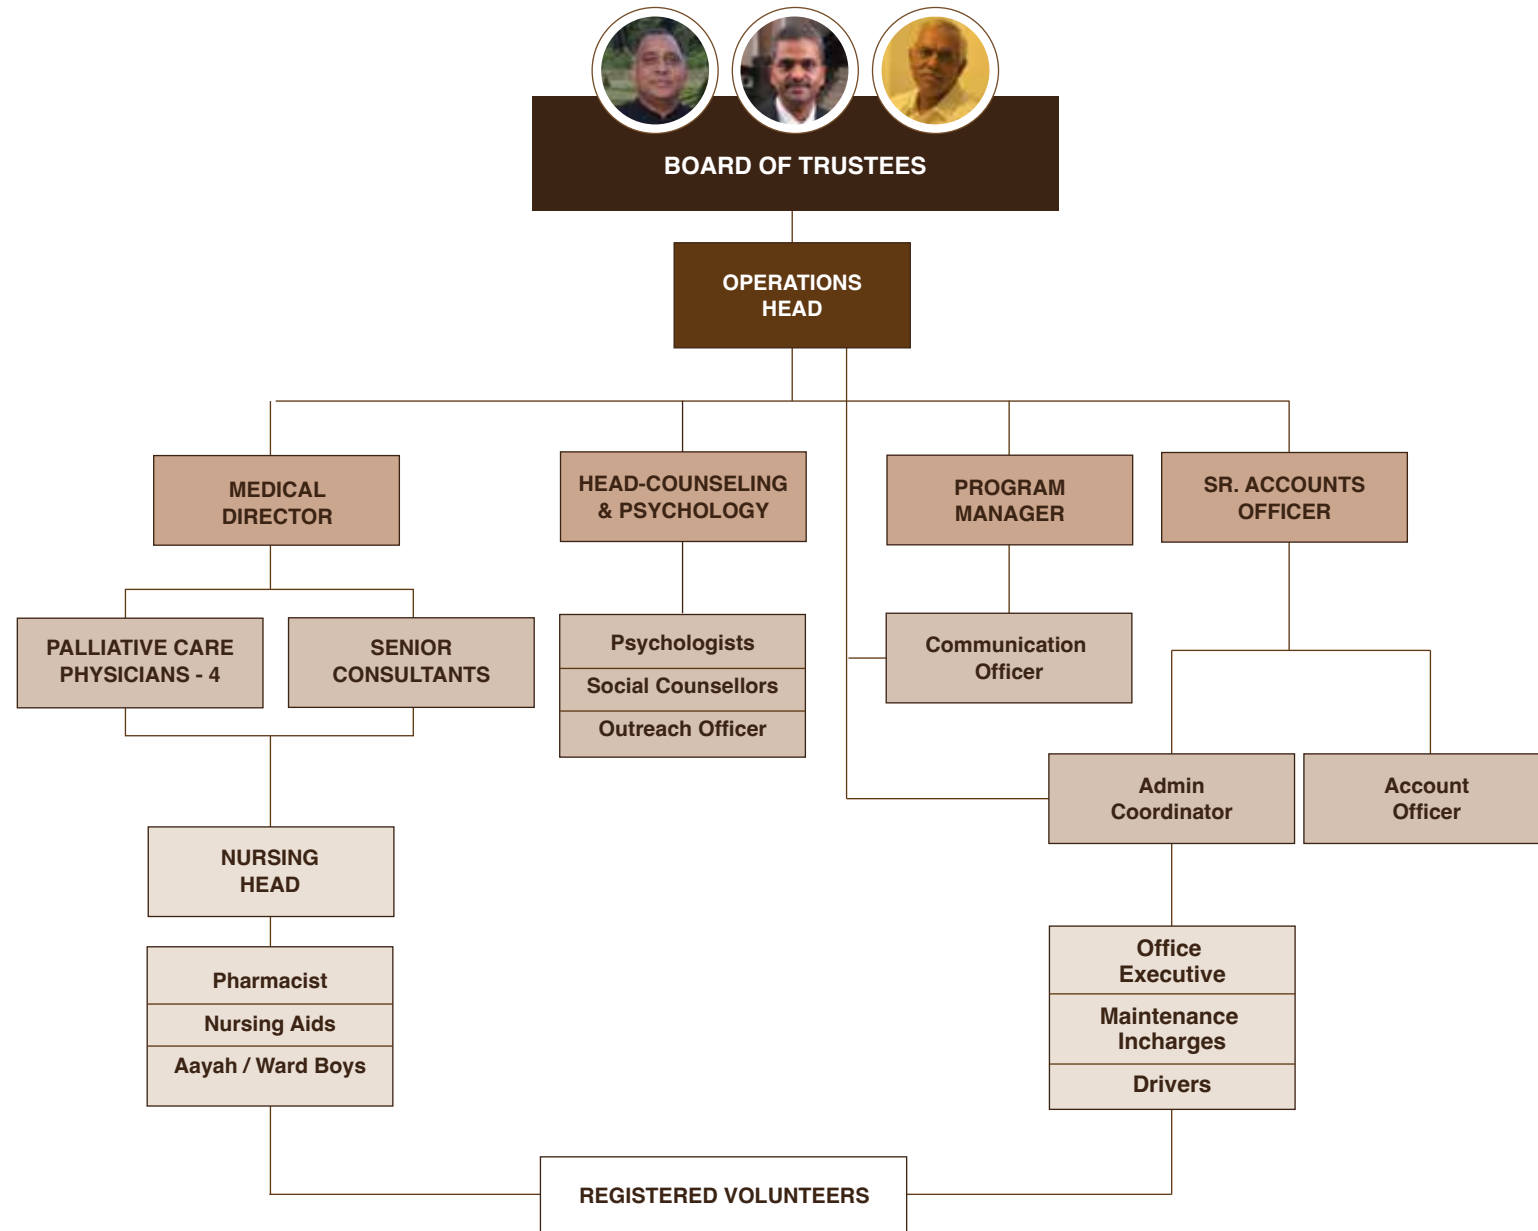 BOARD OF TRUSTEES
OPERATIONS
HEAD
MEDICAL
DIRECTOR
HEAD-COUNSELING
& PSYCHOLOGY
PROGRAM
MANAGER
SR. ACCOUNTS
OFFICER
PALLIATIVE CARE
PHYSICIANS - 4
SENIOR
CONSULTANTS
Psychologists
Social Counsellors
Outreach Officer
Communication
Officer
Admin
Coordinator
Account
Officer
NURSING
HEAD
Pharmacist
Nursing Aids
Aayah / Ward Boys
Office
Executive
Maintenance
Incharges
Drivers
REGISTERED VOLUNTEERS